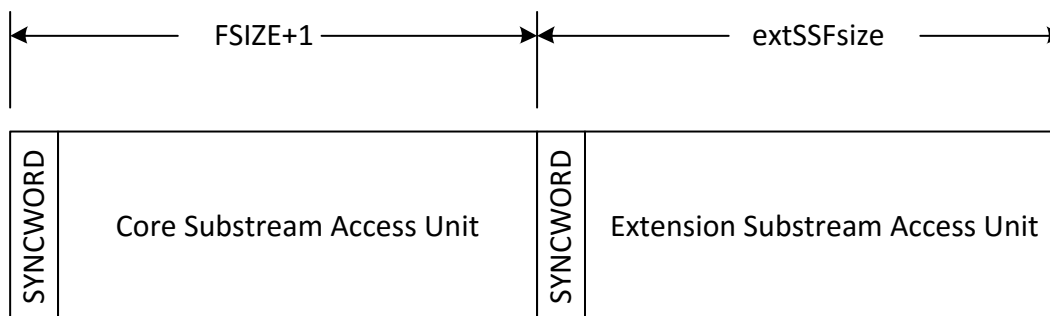 FSIZE+1
extSSFsize
SYNCWORD
Core Substream Access Unit
SYNCWORD
Extension Substream Access Unit